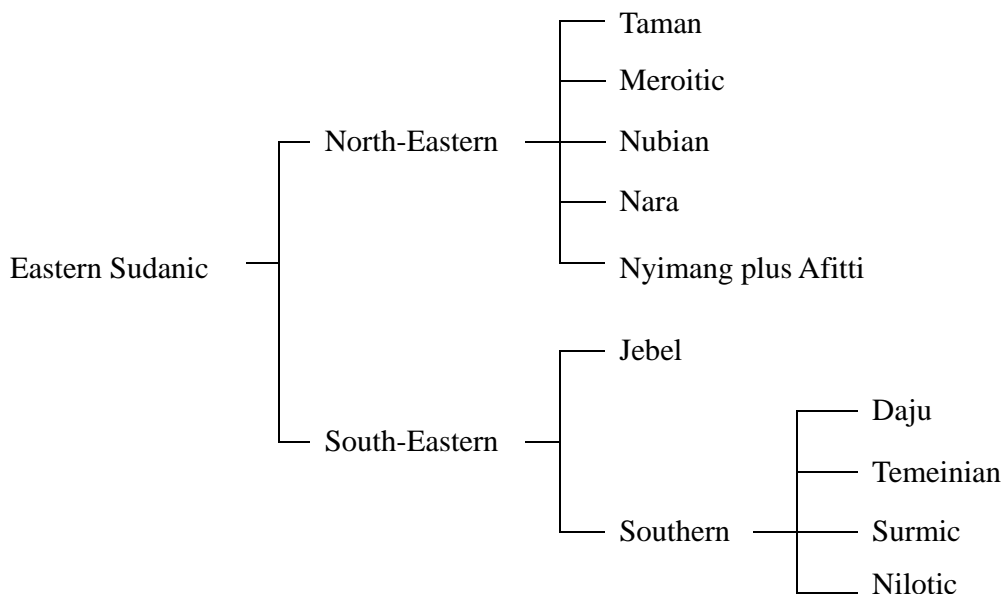 Taman
Meroitic
North-Eastern
Nubian
Nara
Eastern Sudanic
Nyimang plus Afitti
Jebel
Daju
South-Eastern
Temeinian
Southern
Surmic
Nilotic